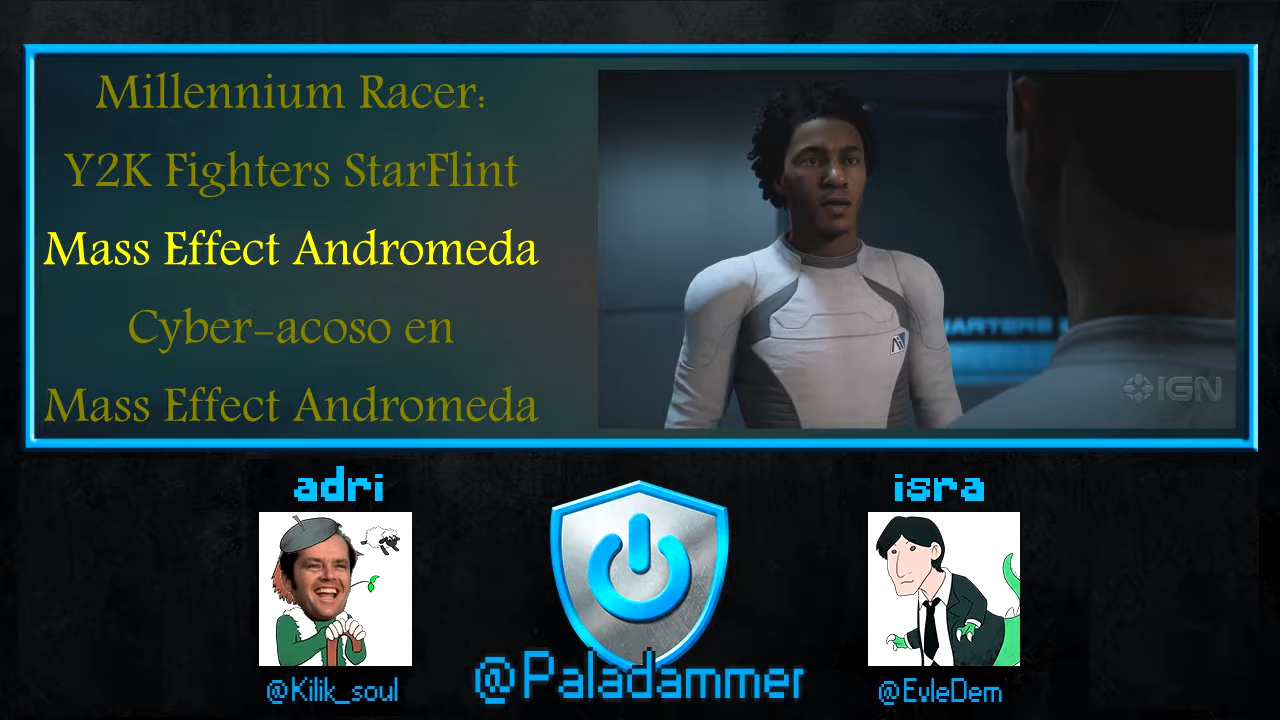 Millennium Racer:
Y2K Fighters StarFlint
Mass Effect Andromeda
Cyber-acoso en
Mass Effect Andromeda
IGN
adri
isra
@Kilik_soul
@Paladammer
@EvleDem